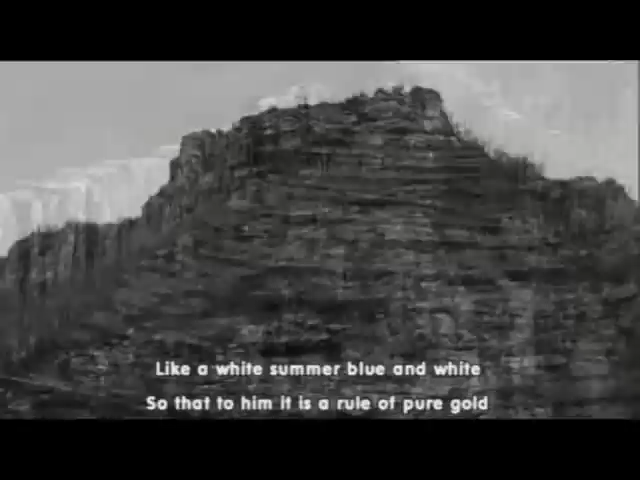 Like a white summer blue and white
So that to him it is a rule of pure gold